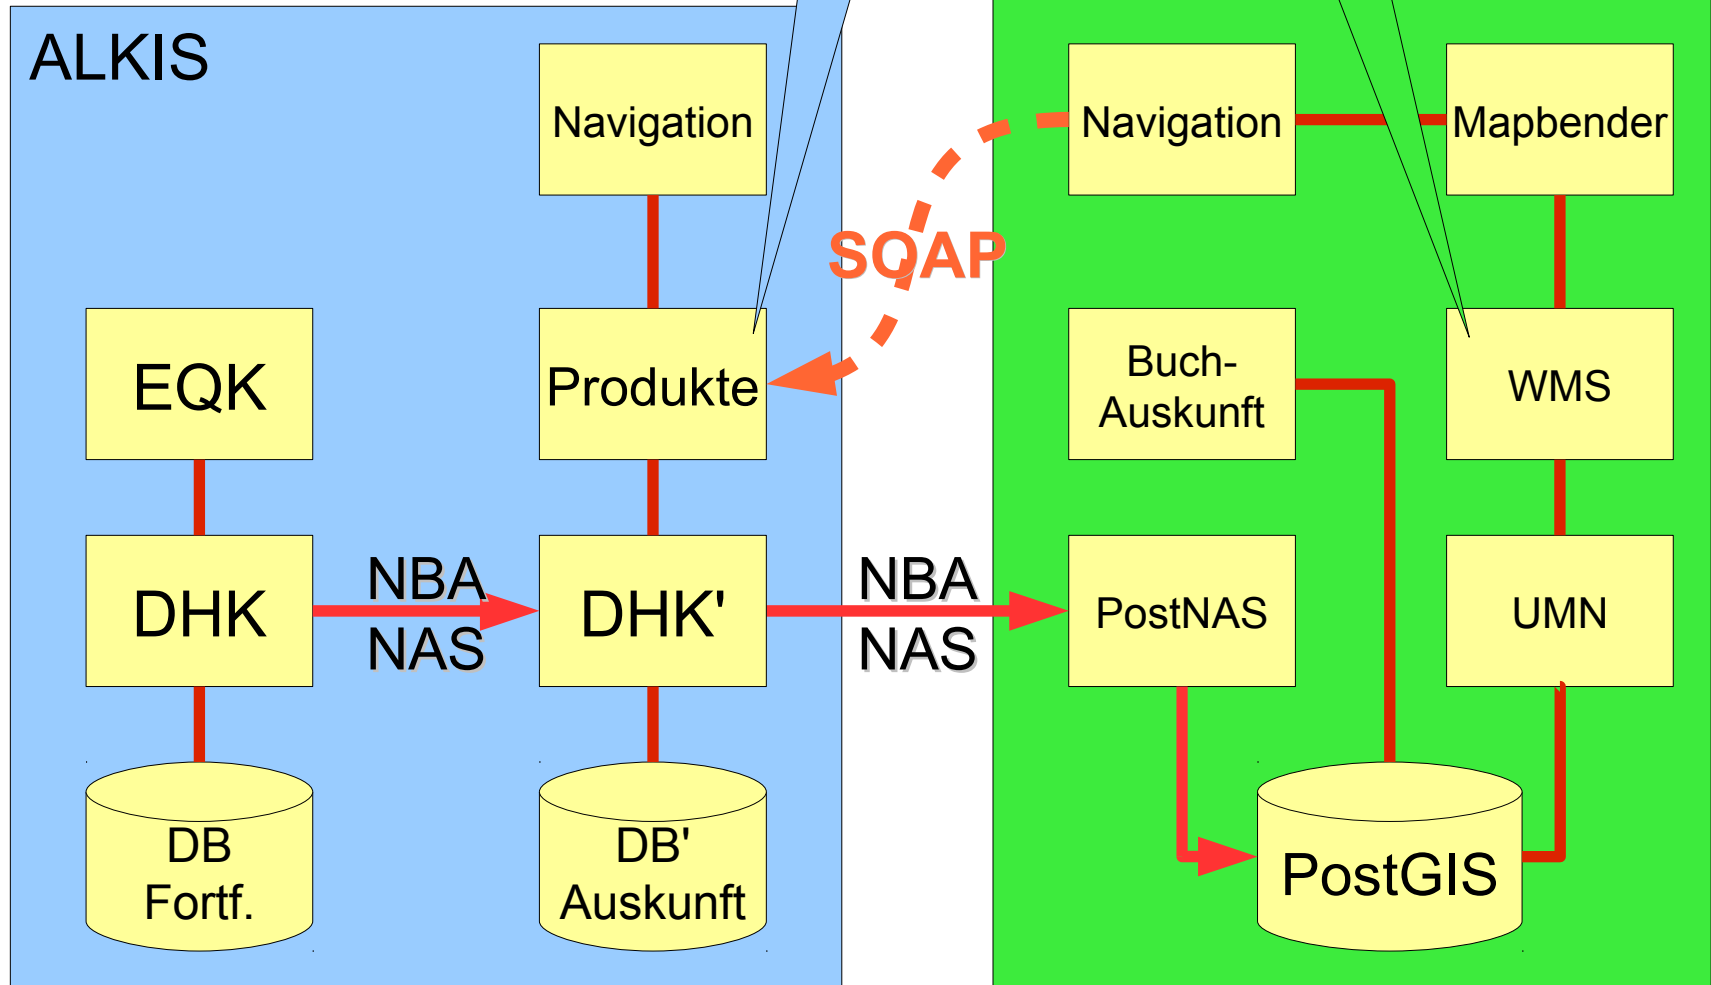 ALKIS
Navigation
Navigation
Mapbender
SOAP
EQK
Produkte
Buch-
Auskunft
WMS
DHK
NBA
NAS
DHK'
NBA
NAS
PostNAS
UMN
DB
Fortf.
DB'
Auskunft
PostGIS